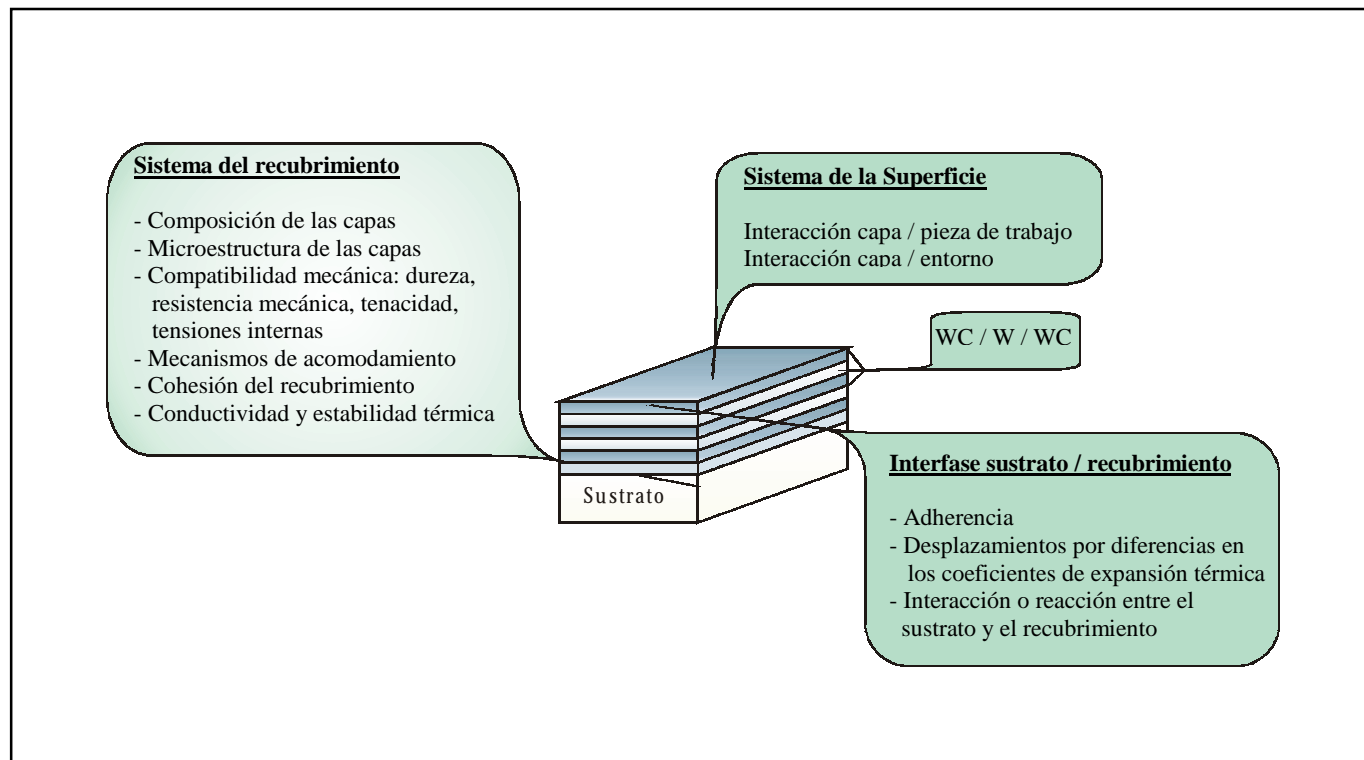 Sistema del recubrimiento
- Composición de las capas
- Microestructura de las capas
- Compatibilidad mecánica: dureza,
resistencia mecánica, tenacidad,
tensiones internas
- Mecanismos de acomodamiento
- Cohesión del recubrimiento
- Conductividad y estabilidad térmica
Sistema de la Superficie
Interacción capa / pieza de trabajo
Interacción capa / entorno
WC / W / WC
Sustrato
Interfase sustrato / recubrimiento
- Adherencia
- Desplazamientos por diferencias en
los coeficientes de expansión térmica
- Interacción o reacción entre el
sustrato y el recubrimiento